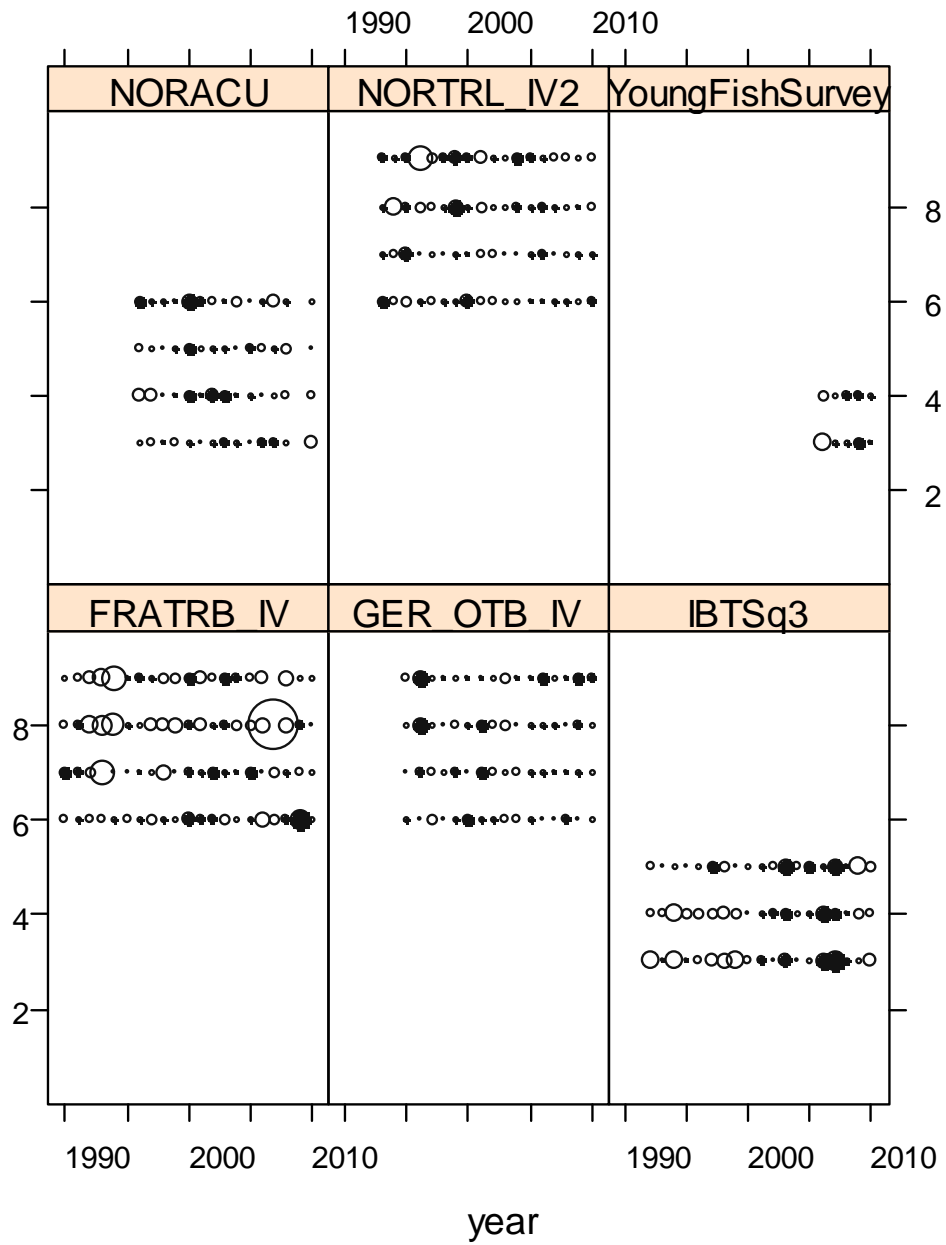 1990 2000 2010
NORACU NORTRL_IV2 YoungFishSurvey
8
6
4
2
FRATRB_IV GER_OTB_IV IBTSq3
8
6
4
2
1990 2000 2010 1990 2000 2010
year